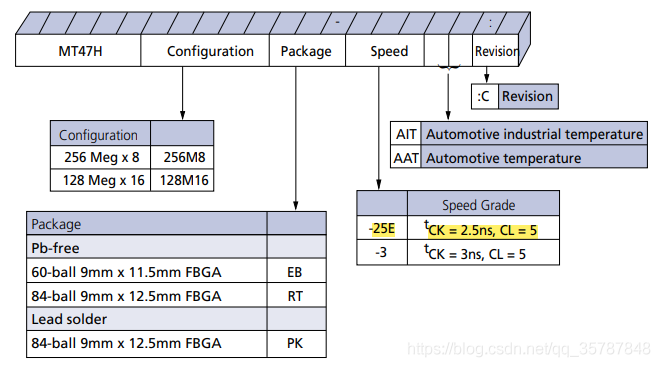 - :
MT47H Configuration Package Speed Revision
:C Revision
Configuration
256 Meg x 8 256M8
128 Meg x 16 128M16
AIT Automotive industrial temperature
AAT Automotive temperature
Speed Grade
-25E tCK = 2.5ns, CL = 5
-3 tCK = 3ns, CL = 5
Package
Pb-free
60-ball 9mm x 11.5mm FBGA EB
84-ball 9mm x 12.5mm FBGA RT
Lead solder
84-ball 9mm x 12.5mm FBGA PK
https://blog.csdn.net/qq_35787848